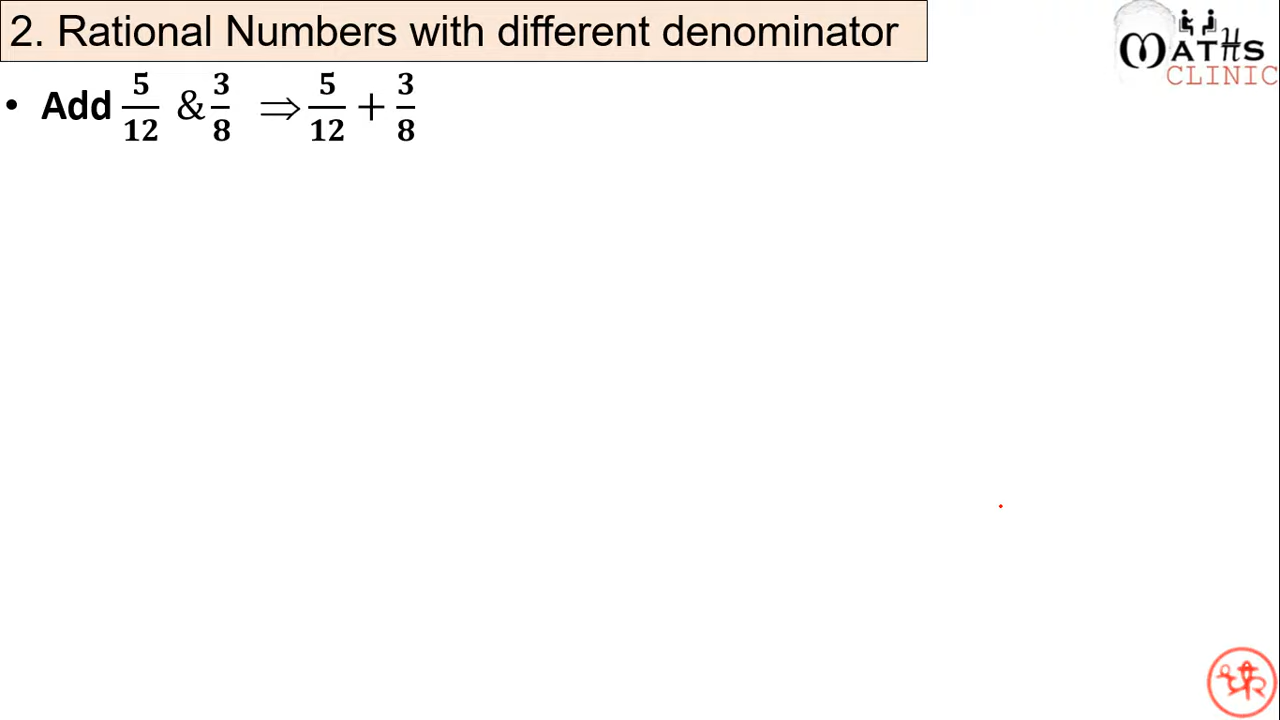 2. Rational Numbers with different denominator
MATHS
CLINIC
• Add 5/12 & 3/8 ⇒ 5/12 + 3/8